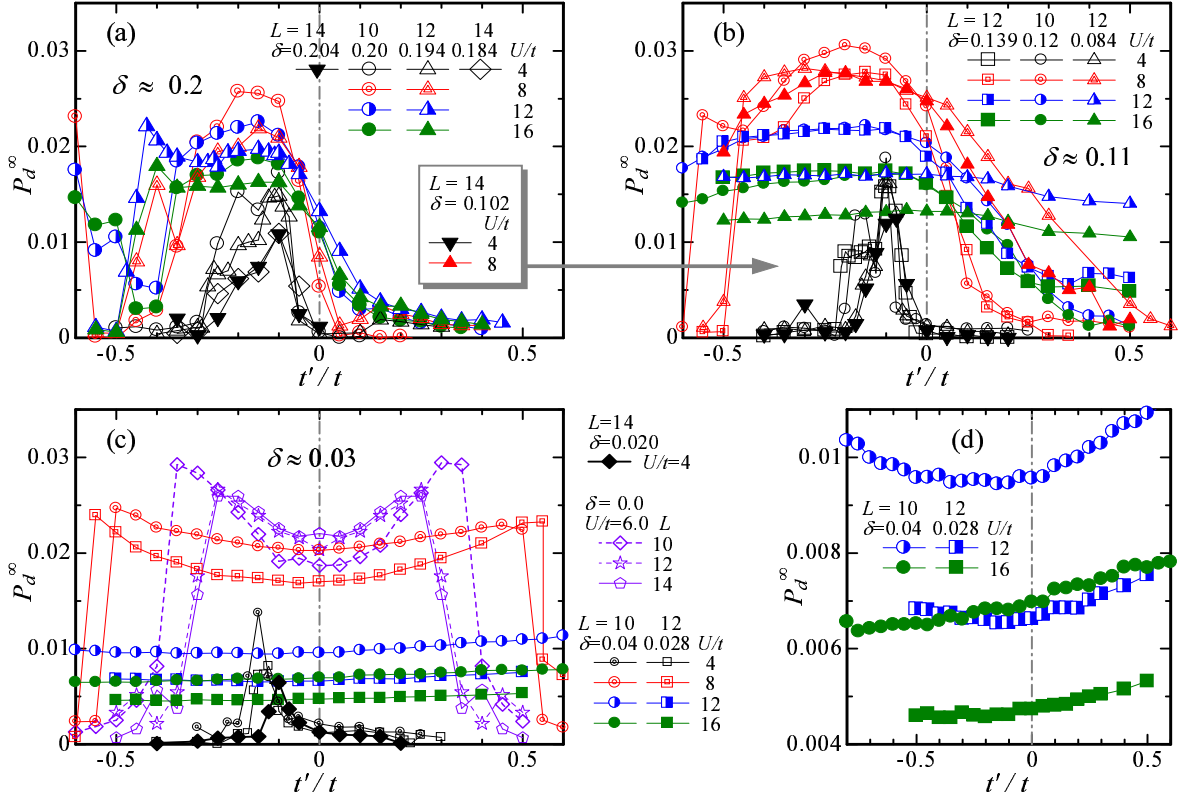 (a)
L = 14 10 12 14
δ=0.204 0.20 0.194 0.184 U/t
4
8
12
16
δ ≈ 0.2
L = 14
δ = 0.102
U/t
4
8
0.03
0.02
0.01
0
P_d^∞
-0.5 0 0.5
t′ / t
(b)
L = 12 10 12
δ=0.139 0.12 0.084 U/t
4
8
12
16
δ ≈ 0.11
0.03
0.02
0.01
0
P_d^∞
-0.5 0 0.5
t′ / t
(c)
δ ≈ 0.03
0.03
0.02
0.01
0
P_d^∞
-0.5 0 0.5
t′ / t
L=14
δ=0.020
U/t=4
δ=0.0
U/t=6.0 L
10
12
14
L = 10 12
δ=0.04 0.028 U/t
4
8
12
16
(d)
L = 10 12
δ=0.04 0.028 U/t
12
16
0.01
0.008
0.006
0.004
P_d^∞
-0.5 0 0.5
t′ / t